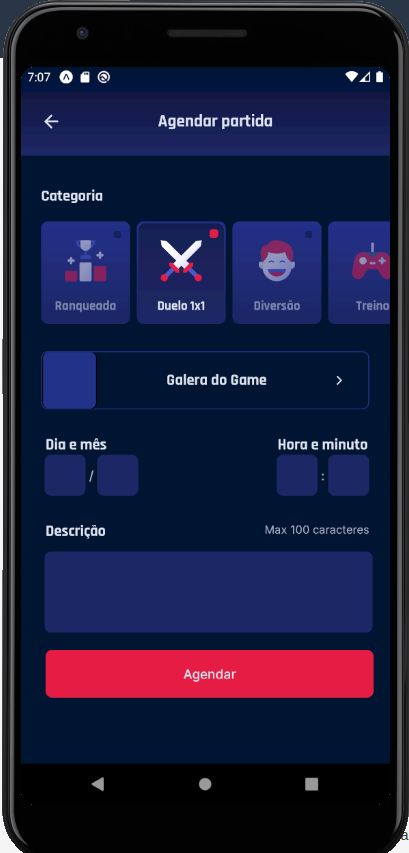 7:07
Agendar partida
Categoria
Ranqueada
Duelo 1x1
Diversão
Treino
Galera do Game
Dia e mês
Hora e minuto
/
:
Descrição
Max 100 caracteres
Agendar
a